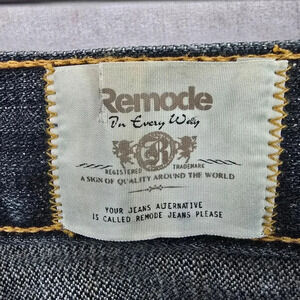 Remode
In Every Way
R
REGISTERED TRADEMARK
A SIGN OF QUALITY AROUND THE WORLD
YOUR JEANS ALTERNATIVE
IS CALLED REMODE JEANS PLEASE